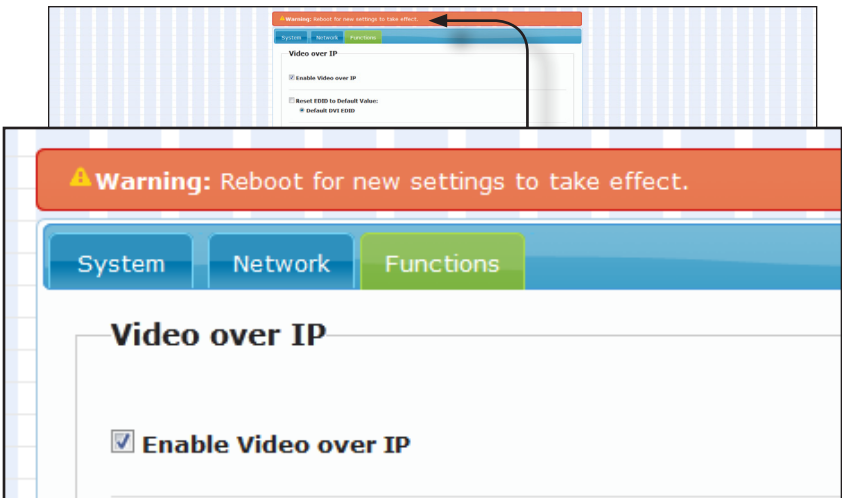 Warning: Reboot for new settings to take effect.
System Network Functions
Video over IP
Enable Video over IP
Reset EDID to Default Value:
Default DVI EDID
Warning: Reboot for new settings to take effect.
System Network Functions
Video over IP
Enable Video over IP